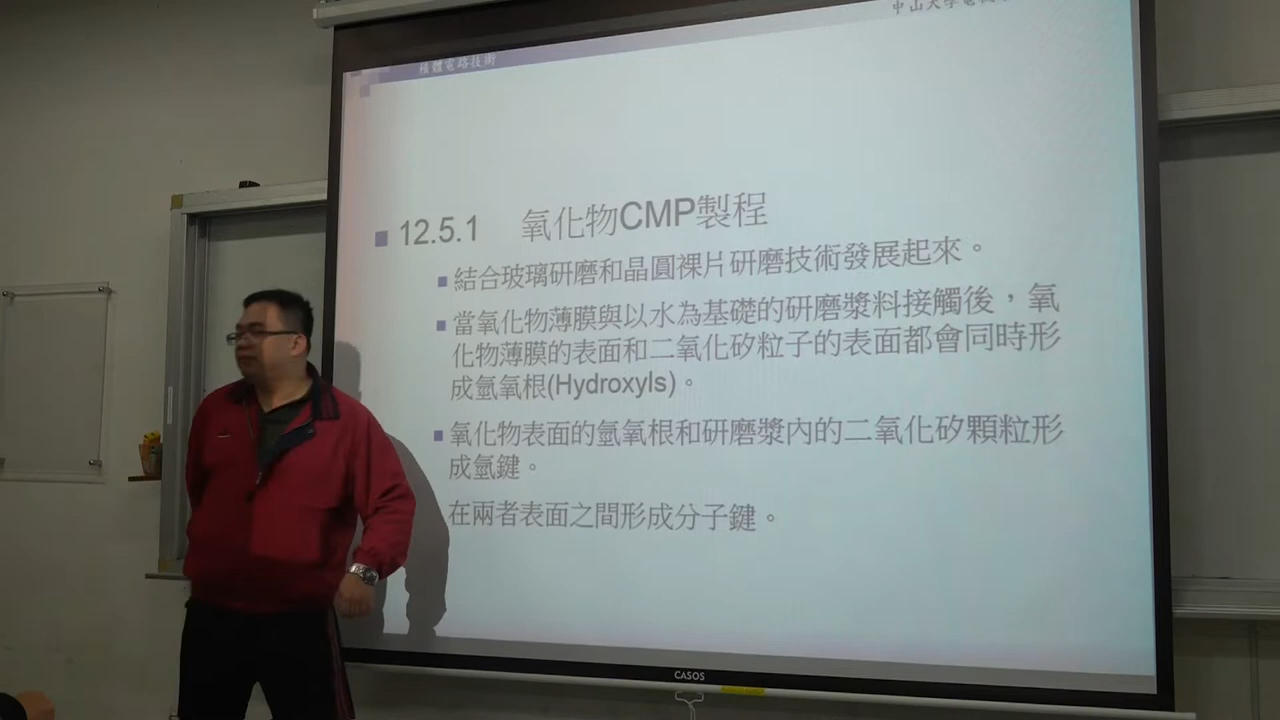 積體電路技術
中山大學電機
12.5.1 氧化物CMP製程
結合玻璃研磨和晶圓裸片研磨技術發展起來。
當氧化物薄膜與以水為基礎的研磨漿料接觸後，氧
化物薄膜的表面和二氧化矽粒子的表面都會同時形
成氫氧根(Hydroxyls)。
氧化物表面的氫氧根和研磨漿內的二氧化矽顆粒形
成氫鍵。
在兩者表面之間形成分子鍵。
CASOS